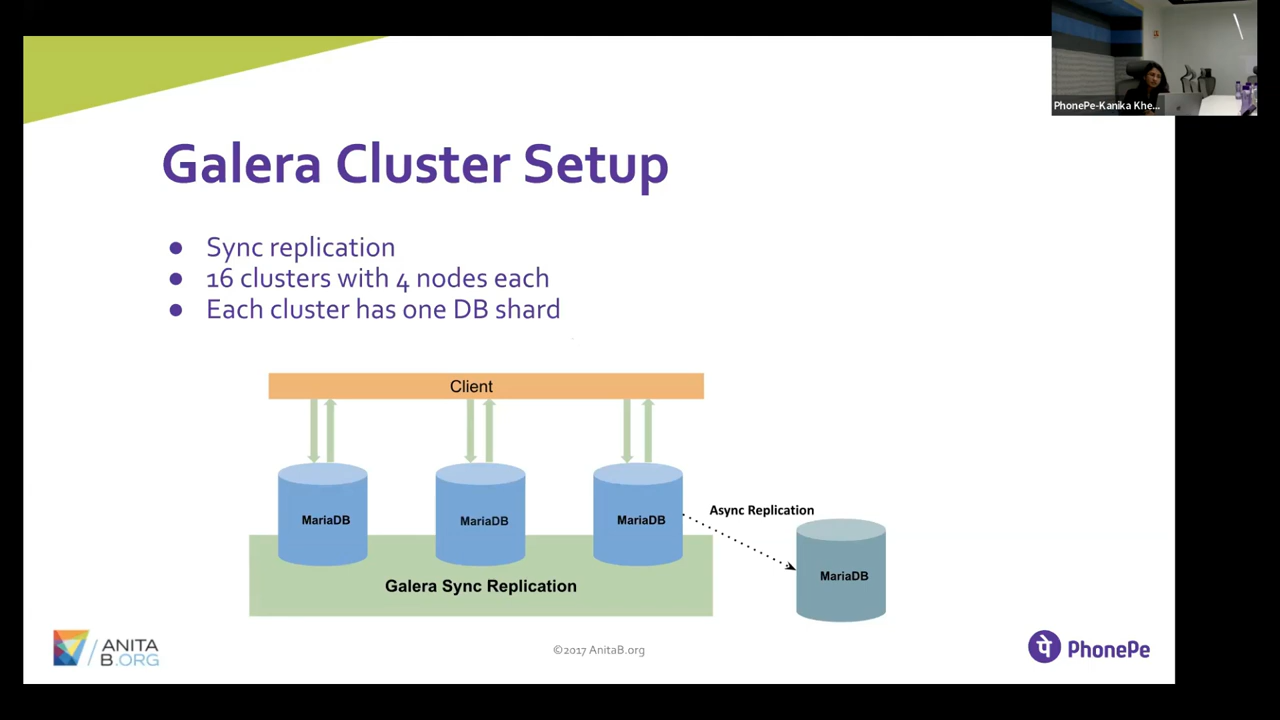 PhonePe-Kanika Khe...
Galera Cluster Setup
● Sync replication
● 16 clusters with 4 nodes each
● Each cluster has one DB shard
Client
MariaDB
MariaDB
MariaDB
Async Replication
MariaDB
Galera Sync Replication
ANITA
B.ORG
©2017 AnitaB.org
पे PhonePe